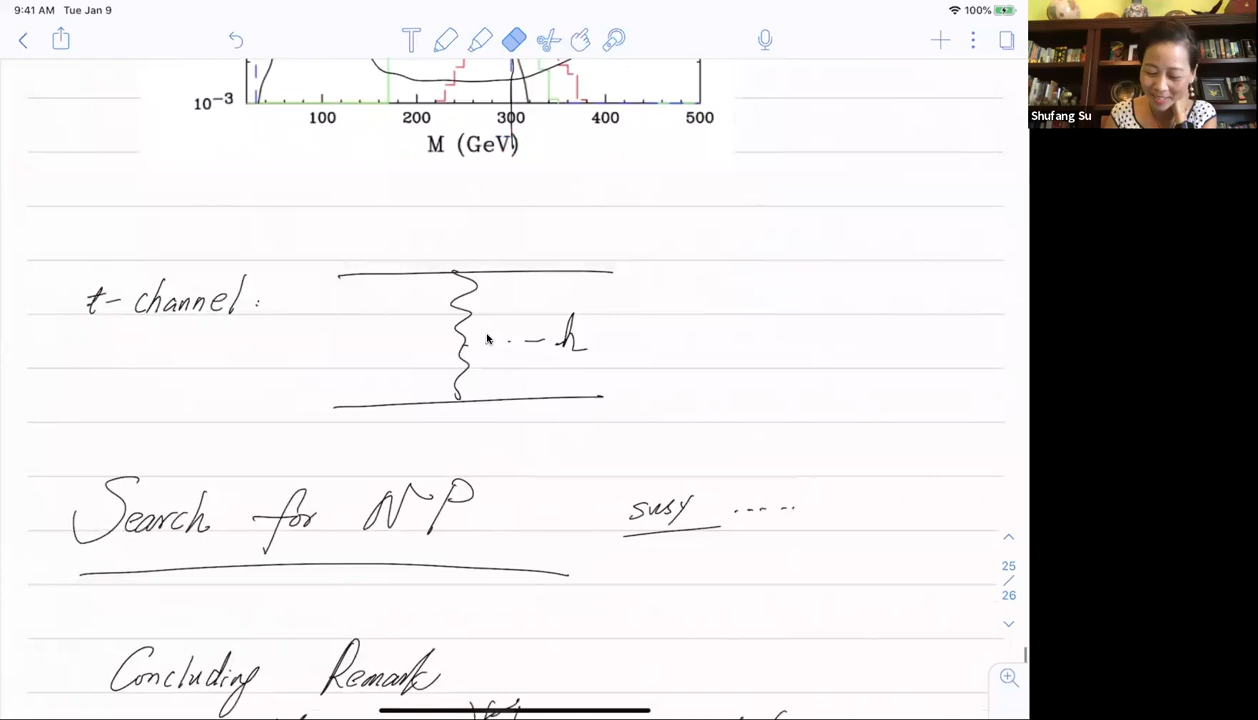 9:41 AM Tue Jan 9
100%
Shufang Su
10-3
100 200 300 400 500
M (GeV)
t-channel:
h
Search for NP
susy .....
25
/
26
Concluding Remark